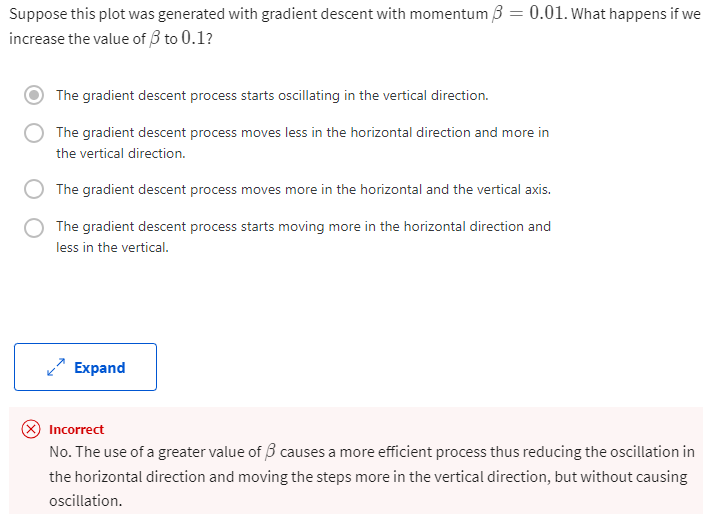 Suppose this plot was generated with gradient descent with momentum β = 0.01. What happens if we
increase the value of β to 0.1?
The gradient descent process starts oscillating in the vertical direction.
The gradient descent process moves less in the horizontal direction and more in
the vertical direction.
The gradient descent process moves more in the horizontal and the vertical axis.
The gradient descent process starts moving more in the horizontal direction and
less in the vertical.
Expand
Incorrect
No. The use of a greater value of β causes a more efficient process thus reducing the oscillation in
the horizontal direction and moving the steps more in the vertical direction, but without causing
oscillation.